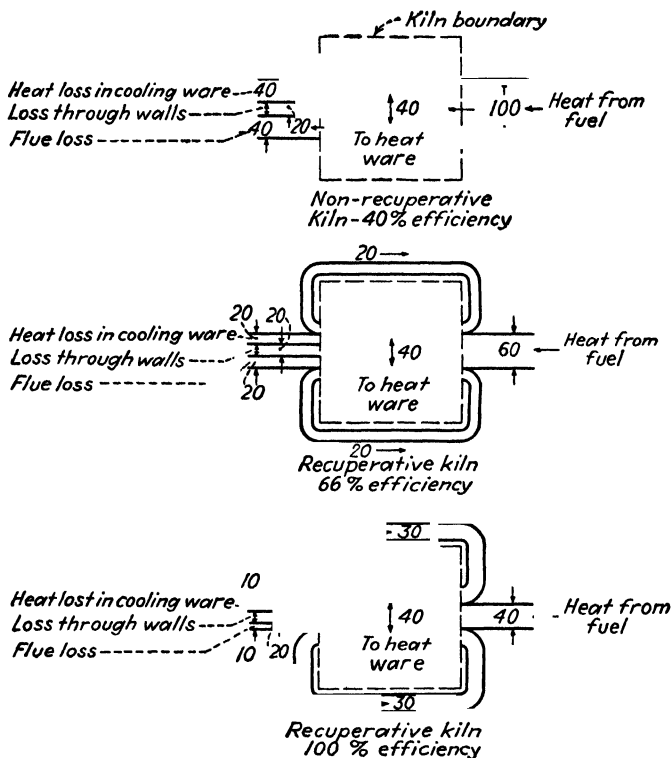 Kiln boundary
Heat loss in cooling ware
40
Loss through walls
20
40
100
Heat from
fuel
Flue loss
40
To heat
ware
Non-recuperative
Kiln-40% efficiency
20
20
20
Heat loss in cooling ware
Loss through walls
40
60
Heat from
fuel
Flue loss
20
To heat
ware
20
Recuperative kiln
66% efficiency
30
10
Heat lost in cooling ware
Loss through walls
40
40
Heat from
fuel
Flue loss
10
20
To heat
ware
30
Recuperative kiln
100% efficiency